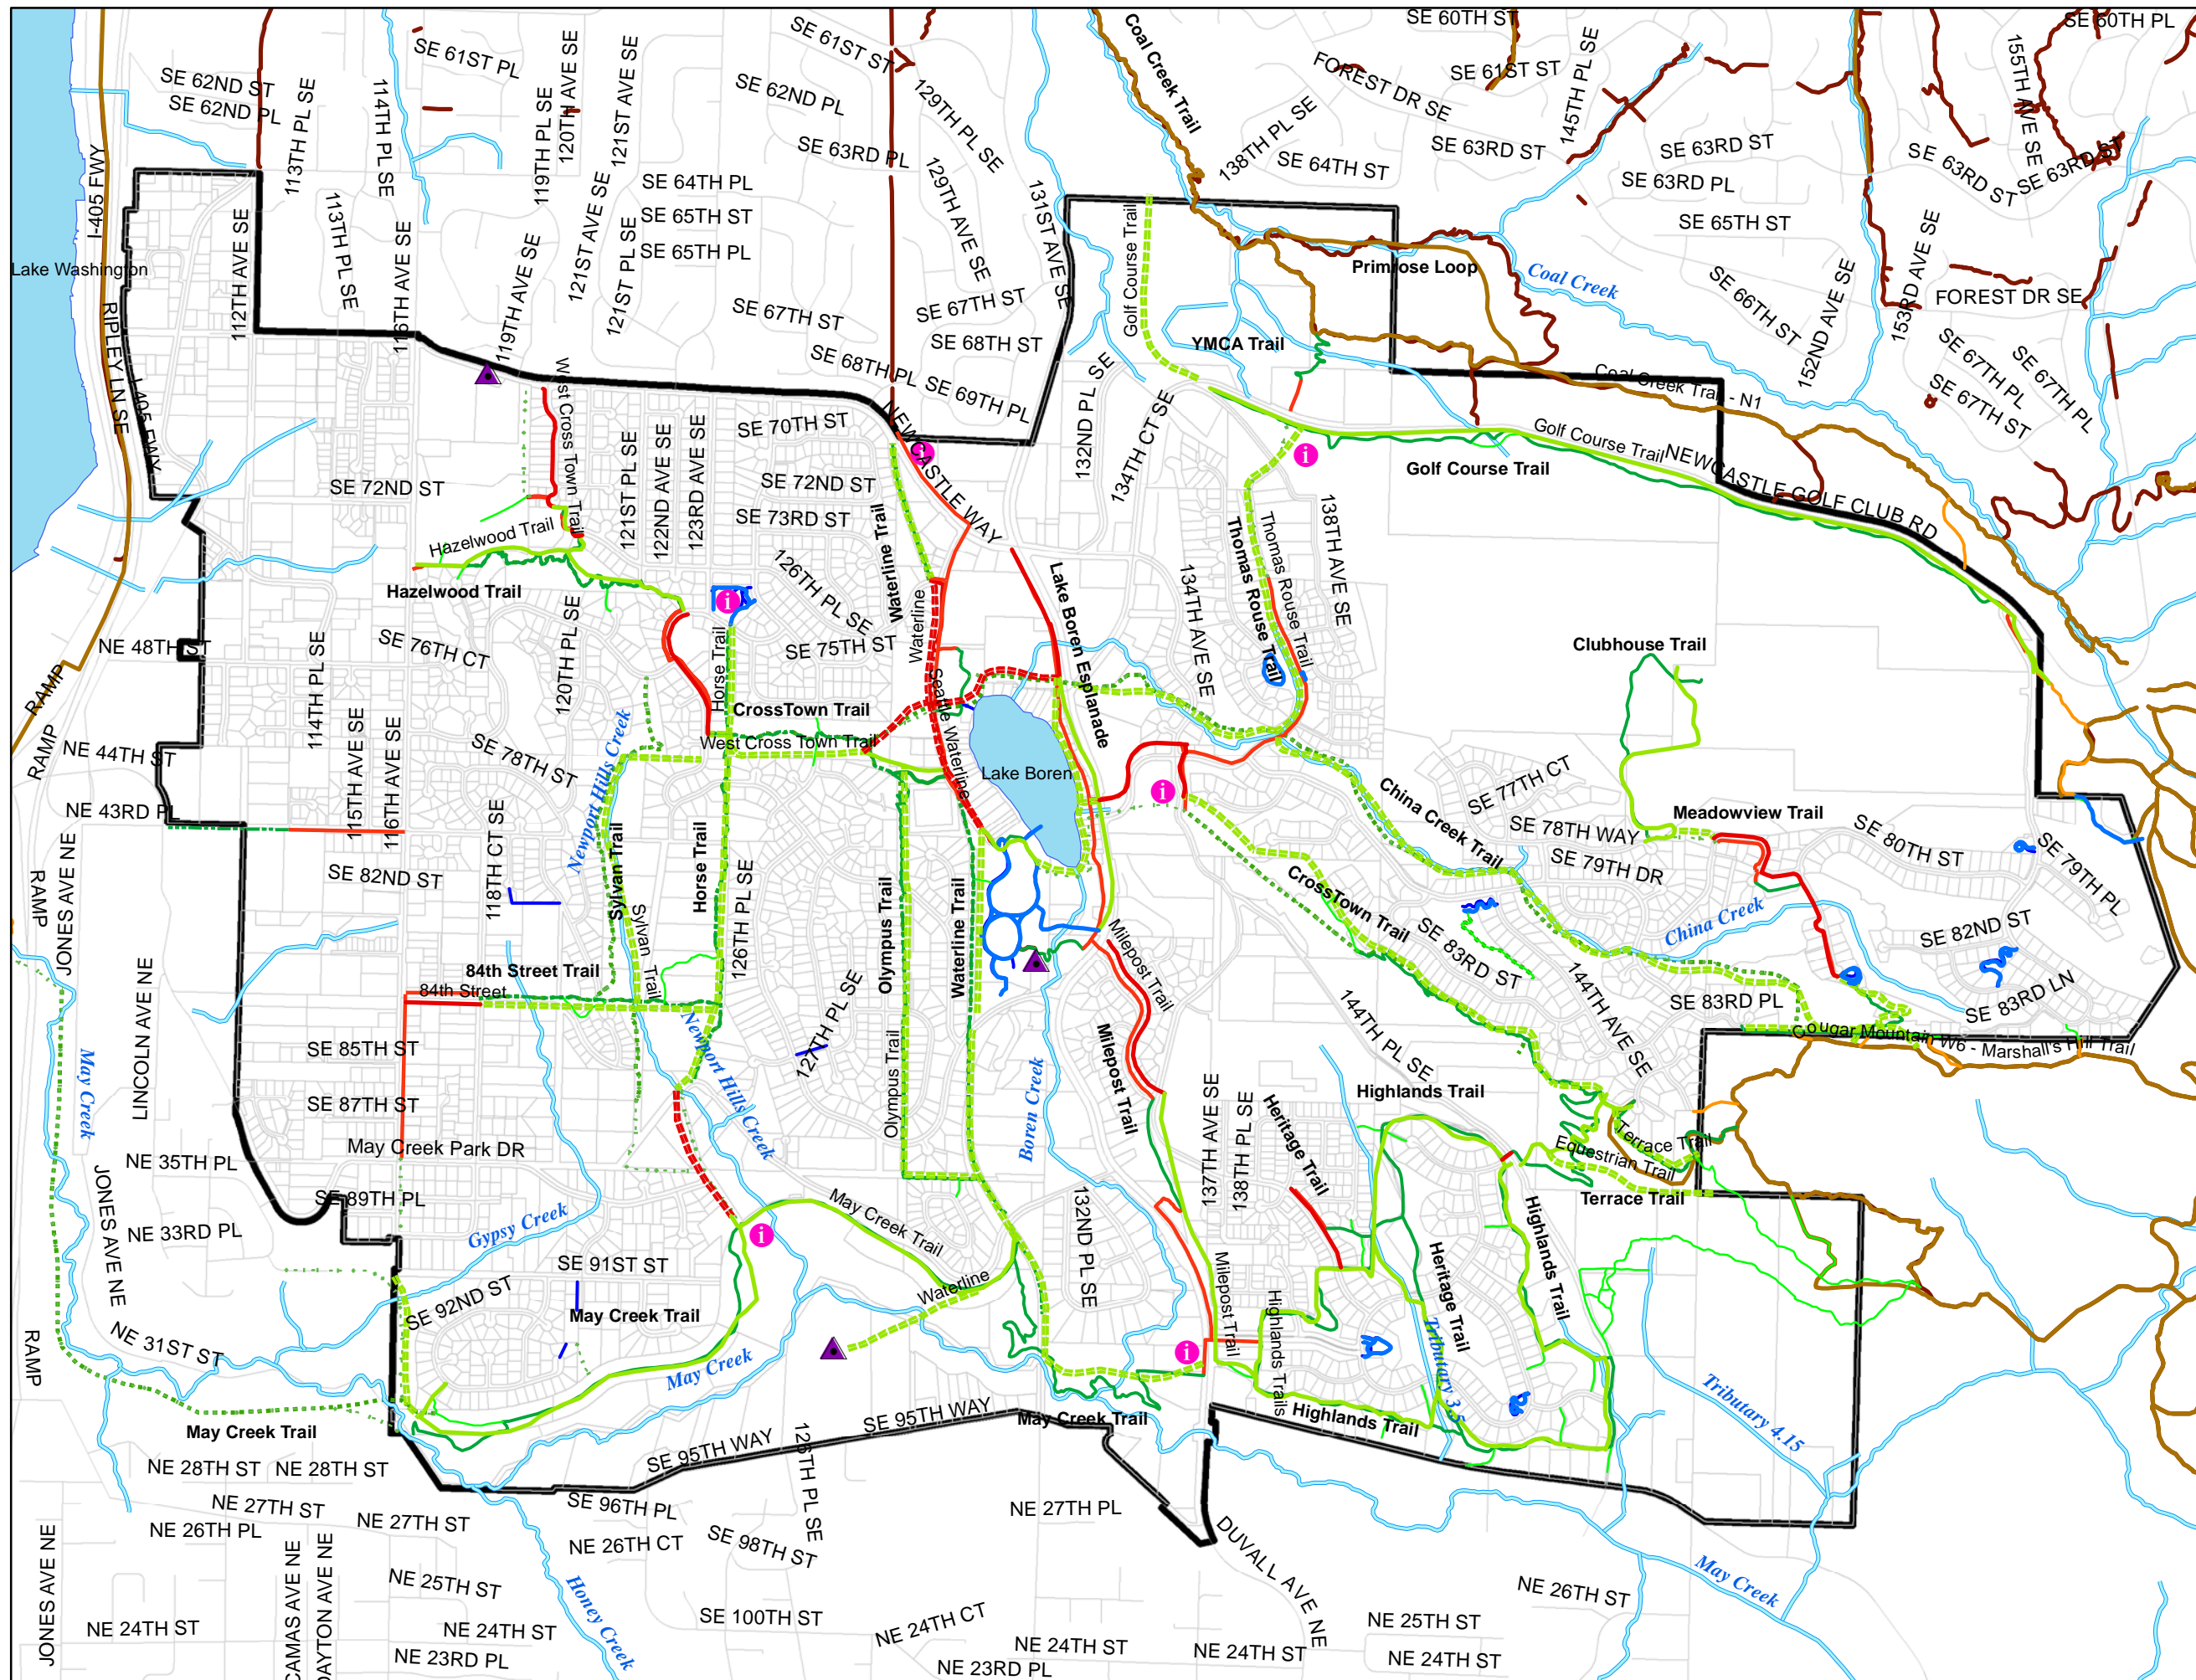 SE 60TH ST
SE 60TH PL
Coal Creek Trail
SE 61ST ST
SE 61ST PL
119TH PL SE
120TH AVE SE
121ST AVE SE
145TH PL SE
155TH AVE SE
SE 62ND ST
SE 62ND PL
SE 62ND PL
FOREST DR SE
SE 61ST ST
129TH PL SE
138TH PL SE
113TH PL SE
114TH PL SE
I-405 FWY
SE 63RD PL
SE 64TH ST
SE 63RD ST
SE 63RD ST
SE 63RD ST
SE 63RD ST
SE 64TH PL
SE 63RD PL
SE 65TH ST
SE 65TH ST
SE 65TH PL
129TH AVE SE
131ST AVE SE
113TH PL SE
116TH AVE SE
112TH AVE SE
119TH AVE SE
121ST AVE SE
121ST PL SE
Golf Course Trail
Primrose Loop
Coal Creek
Lake Washington
SE 67TH ST
SE 67TH ST
SE 66TH ST
152ND AVE SE
153RD AVE SE
FOREST DR SE
RIPLEY LN SE
I-405 FWY
SE 68TH ST
SE 68TH PL
SE 69TH PL
YMCA Trail
SE 67TH PL
SE 67TH PL
SE 67TH ST
Coal Creek Trail - N1
West Cross Town Trail
SE 70TH ST
NEWCASTLE WAY
132ND PL SE
134TH CT SE
Golf Course Trail
Golf Course Trail
NEWCASTLE GOLF CLUB RD
121ST PL SE
122ND AVE SE
123RD AVE SE
SE 72ND ST
SE 72ND ST
SE 73RD ST
Hazelwood Trail
Hazelwood Trail
126TH PL SE
Waterline Trail
Waterline
Lake Boren Esplanade
134TH AVE SE
Thomas Rouse Trail
Thomas Rouse Trail
138TH AVE SE
NE 48TH ST
SE 76TH CT
SE 75TH ST
120TH PL SE
114TH PL SE
Horse Trail
Clubhouse Trail
RAMP
RAMP
NE 44TH ST
115TH AVE SE
116TH AVE SE
SE 78TH ST
Newport Hills Creek
CrossTown Trail
West Cross Town Trail
Seattle Waterline
Lake Boren
NE 43RD PL
China Creek Trail
SE 77TH CT
SE 78TH WAY
SE 79TH DR
Meadowview Trail
SE 80TH ST
SE 79TH PL
JONES AVE NE
RAMP
SE 82ND ST
118TH CT SE
Sylvan Trail
Sylvan Trail
Horse Trail
126TH PL SE
Olympus Trail
Waterline Trail
CrossTown Trail
SE 83RD ST
China Creek
SE 82ND ST
SE 83RD LN
SE 83RD PL
144TH AVE SE
144TH PL SE
Milepost Trail
Milepost Trail
84th Street Trail
84th Street
LINCOLN AVE NE
127TH PL SE
Cougar Mountain W6 - Marshall's Hill Trail
SE 85TH ST
Newport Hills Creek
Olympus Trail
Boren Creek
May Creek
SE 87TH ST
137TH AVE SE
138TH PL SE
Highlands Trail
Heritage Trail
May Creek Park DR
Terrace Trail
Equestrian Trail
Terrace Trail
NE 35TH PL
JONES AVE NE
SE 89TH PL
NE 33RD PL
Gypsy Creek
May Creek Trail
132ND PL SE
Highlands Trail
Heritage Trail
SE 91ST ST
SE 92ND ST
Waterline
Milepost Trail
Highlands Trails
May Creek Trail
NE 31ST ST
RAMP
May Creek
Tributary 3.5
Tributary 4.15
May Creek Trail
SE 95TH WAY
May Creek Trail
Highlands Trail
SE 95TH WAY
126TH PL SE
NE 28TH ST
NE 28TH ST
NE 27TH ST
NE 27TH ST
NE 26TH PL
SE 96TH PL
NE 26TH CT
SE 98TH ST
NE 27TH PL
DUVALL AVE NE
May Creek
JONES AVE NE
CAMAS AVE NE
DAYTON AVE NE
NE 25TH ST
Honey Creek
NE 26TH ST
NE 24TH ST
NE 24TH ST
NE 23RD PL
SE 100TH ST
NE 24TH CT
NE 23RD PL
NE 24TH ST
NE 24TH ST
NE 25TH ST
NE 24TH ST